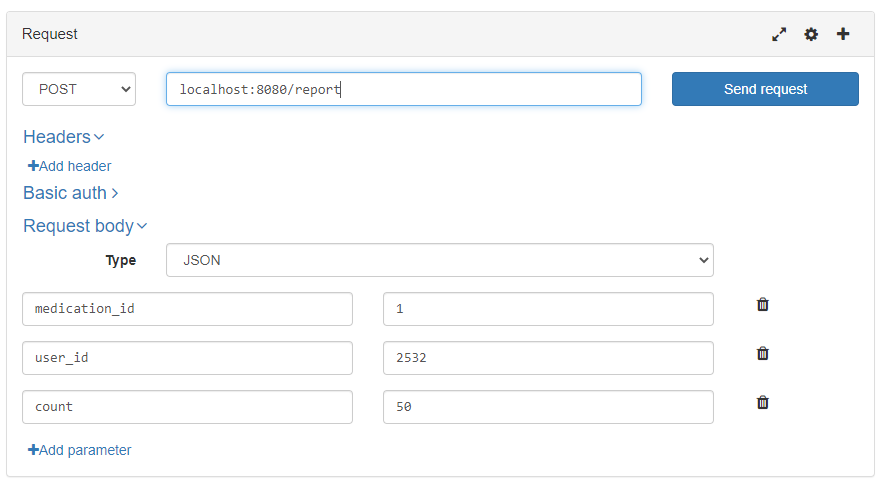 Request
POST localhost:8080/report Send request
Headers
Add header
Basic auth
Request body
Type JSON
medication_id 1
user_id 2532
count 50
Add parameter